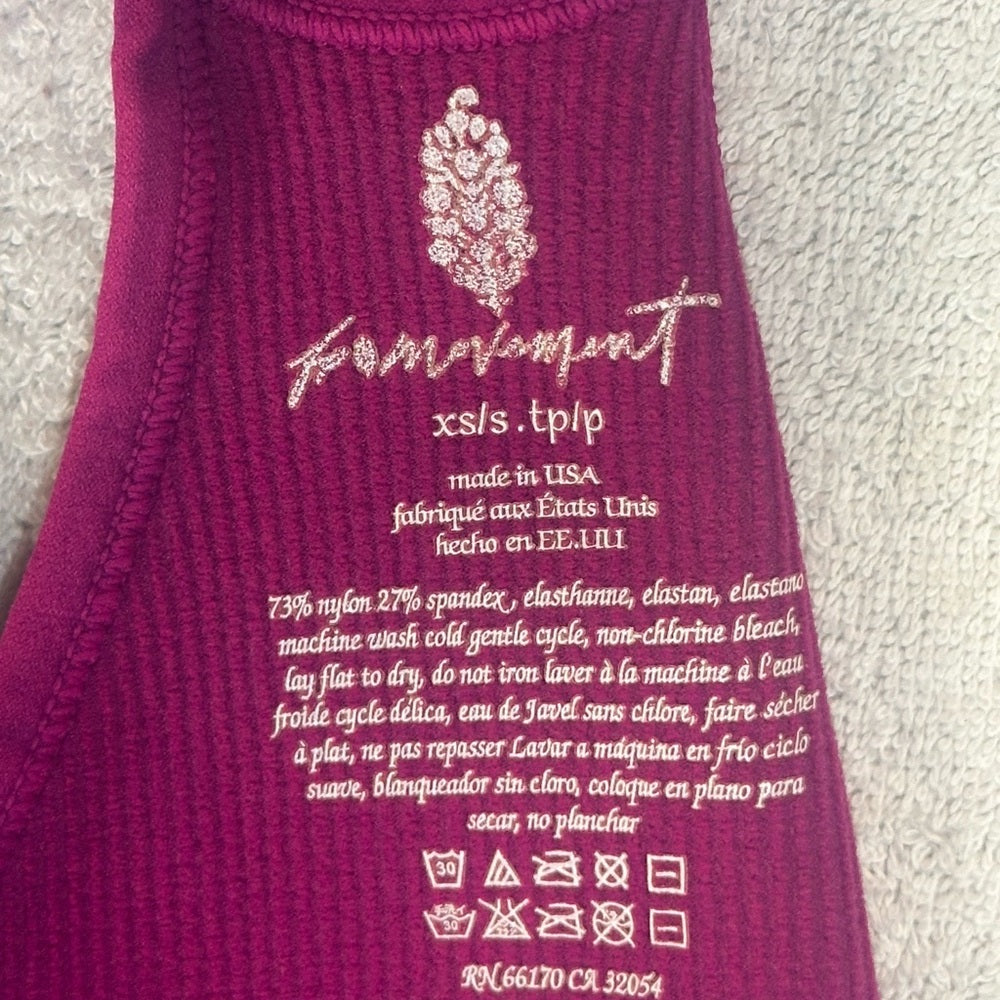 fpmovement
xs/s .tp/p
made in USA
fabriqué aux États Unis
hecho en EE.UU
73% nylon 27% spandex, elasthanne, elastan, elastano
machine wash cold gentle cycle, non-chlorine bleach,
lay flat to dry, do not iron laver à la machine à l'eau
froide cycle délica, eau de Javel sans chlore, faire sécher
à plat, ne pas repasser Lavar a máquina en frío ciclo
suave, blanqueador sin cloro, coloque en plano para
secar, no planchar
30
30
RN 66170 CA 32054